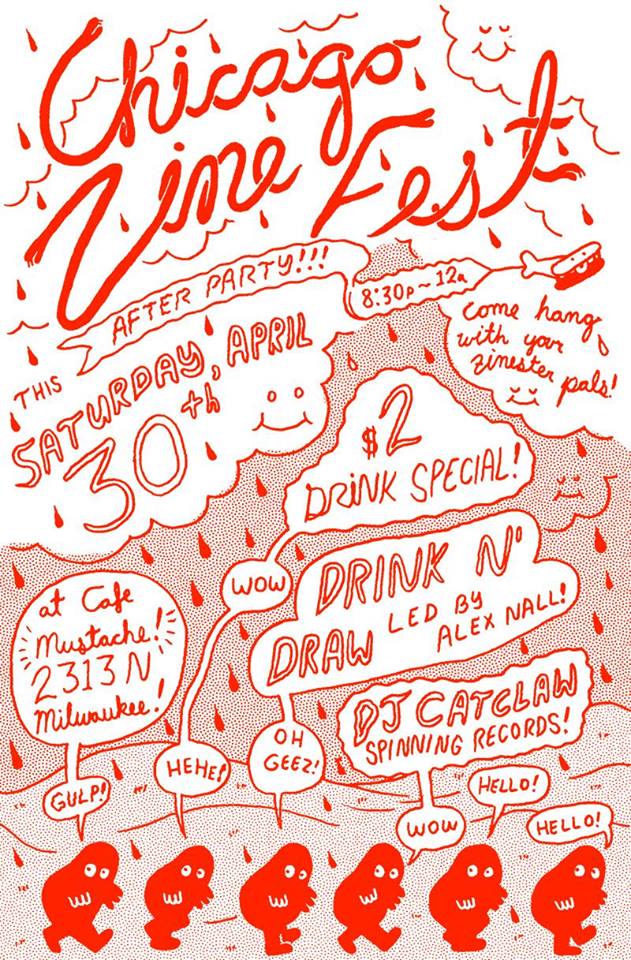 Chicago
Zine Fest
AFTER PARTY!!!
8:30p~12a
come hang
with your
zinester pals!
THIS
SATURDAY, APRIL
30th
$2
DRINK SPECIAL!
WOW
DRINK N'
DRAW LED BY
ALEX NALL!
at Cafe
Mustache!
2313 N
Milwaukee!
DJ CATCLAW
SPINNING RECORDS!
GULP!
HEHE!
OH
GEEZ!
WOW
HELLO!
HELLO!